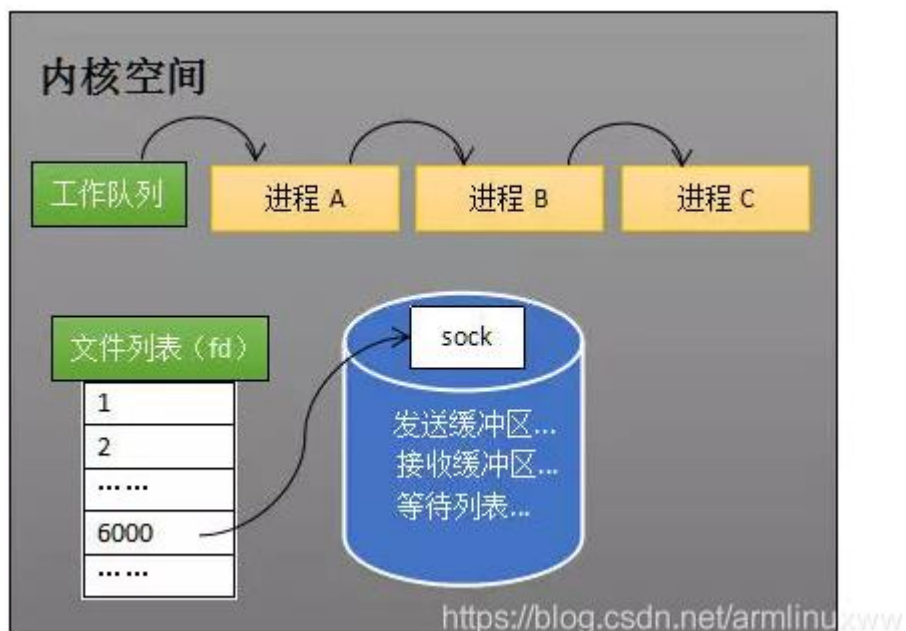 内核空间
工作队列
进程 A
进程 B
进程 C
文件列表（fd）
1
2
……
6000
……
sock
发送缓冲区...
接收缓冲区...
等待列表...
https://blog.csdn.net/armlinuxww